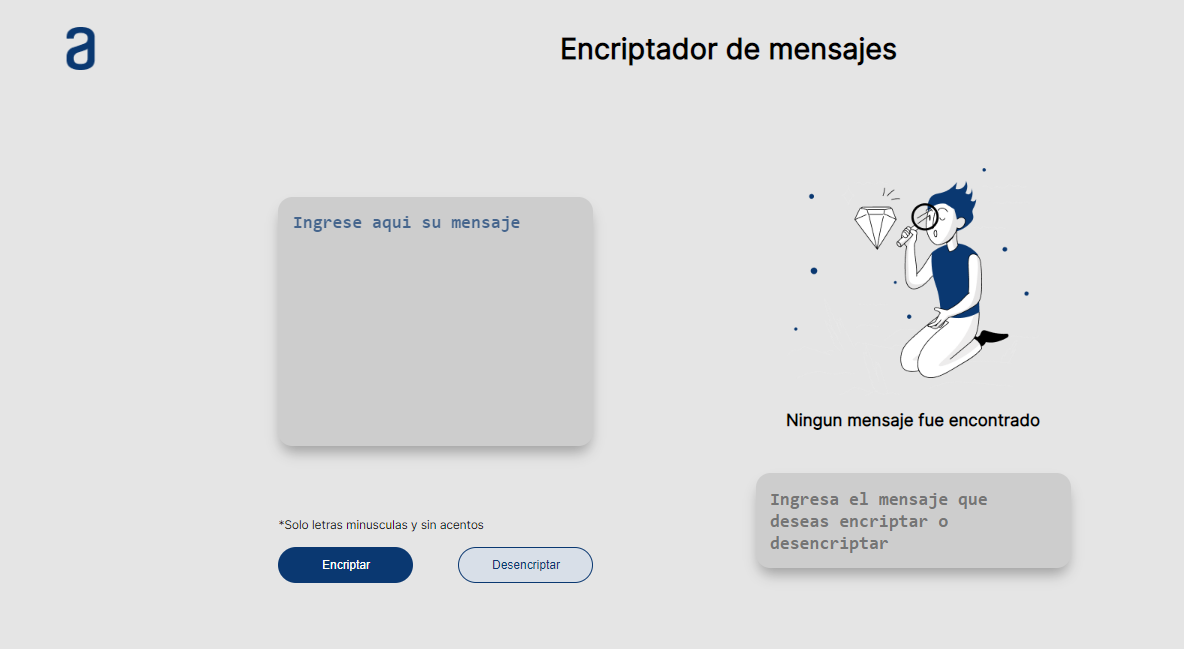 a
Encriptador de mensajes
Ingrese aqui su mensaje
*Solo letras minusculas y sin acentos
Encriptar
Desencriptar
Ningun mensaje fue encontrado
Ingresa el mensaje que
deseas encriptar o
desencriptar